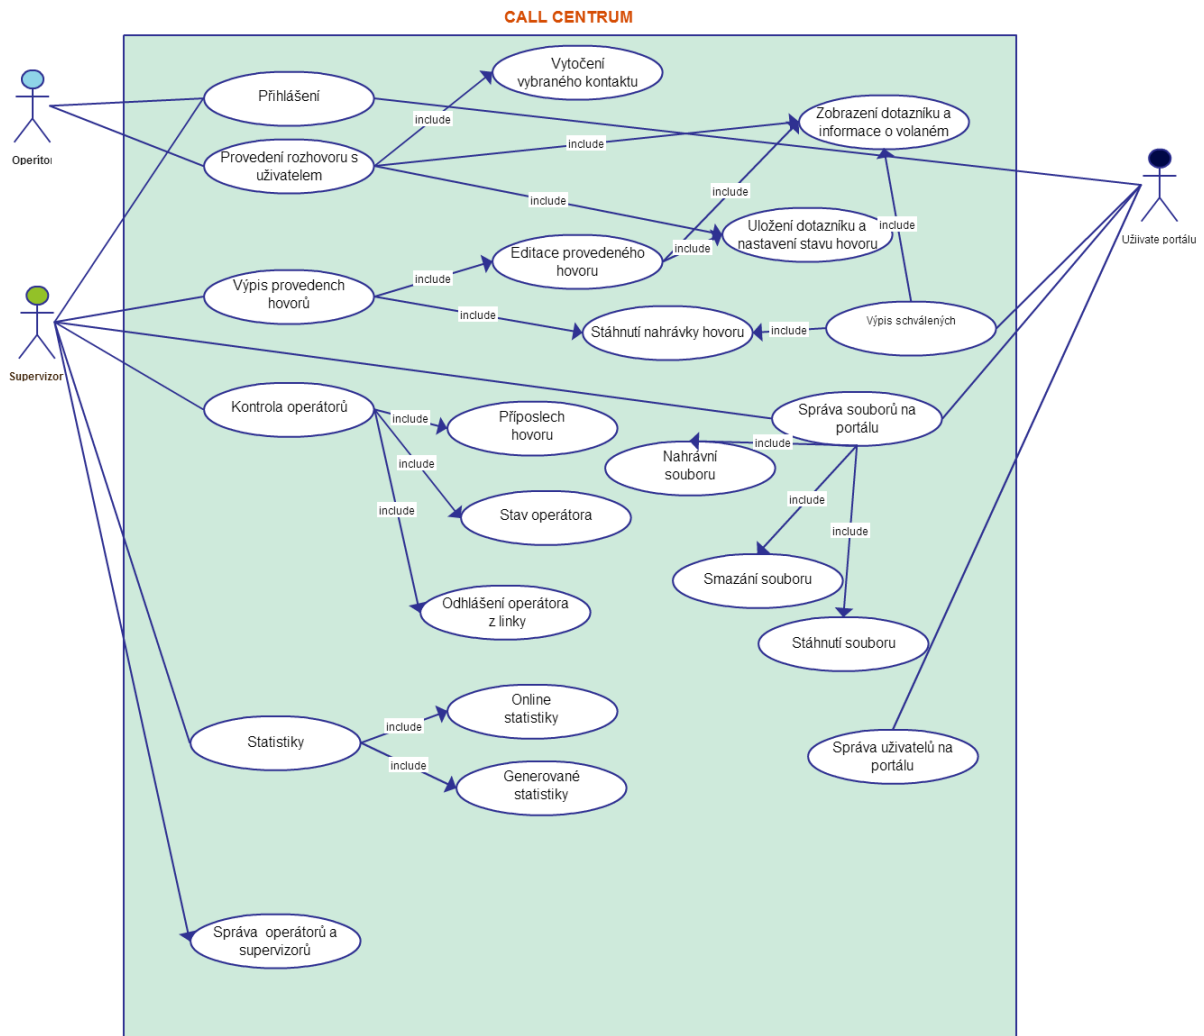 CALL CENTRUM
Vytočení
vybraného kontaktu
Přihlášení
include
Zobrazení dotazníku a
informace o volaném
include
Operitor
Provedení rozhovoru s
uživatelem
include
include
Uložení dotazníku a
nastavení stavu hovoru
include
Užiivate portálu
Editace provedeného
hovoru
include
include
Výpis provedench
hovorů
include
Stáhnutí nahrávky hovoru
include
Výpis schválených
Supervizor
Kontrola operátorů
include
Příposlech
hovoru
Správa souborů na
portálu
include
Nahrávní
souboru
include
include
include
Stav operátora
include
include
Smazání souboru
Odhlášení operátora
z linky
Stáhnutí souboru
Online
statistiky
include
Statistiky
include
Generované
statistiky
Správa uživatelů na
portálu
Správa operátorů a
supervizorů